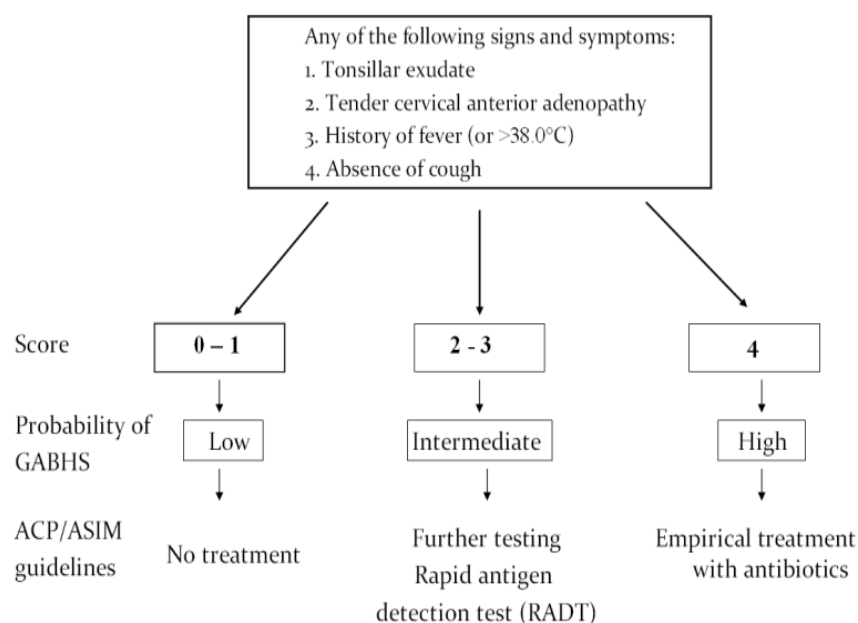 Any of the following signs and symptoms:
1. Tonsillar exudate
2. Tender cervical anterior adenopathy
3. History of fever (or >38.0°C)
4. Absence of cough
Score
0 – 1
2 - 3
4
Probability of
GABHS
Low
Intermediate
High
ACP/ASIM
guidelines
No treatment
Further testing
Rapid antigen
detection test (RADT)
Empirical treatment
with antibiotics